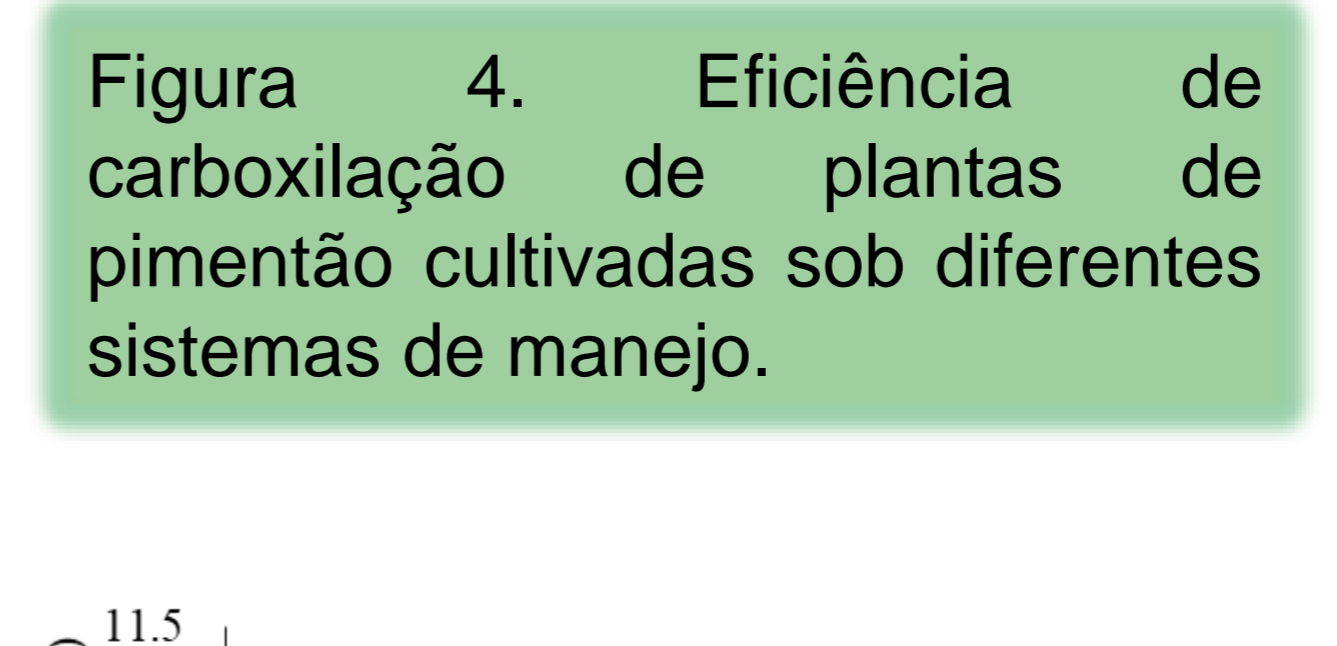 Figura 4. Eficiência de
carboxilação de plantas de
pimentão cultivadas sob diferentes
sistemas de manejo.
11.5